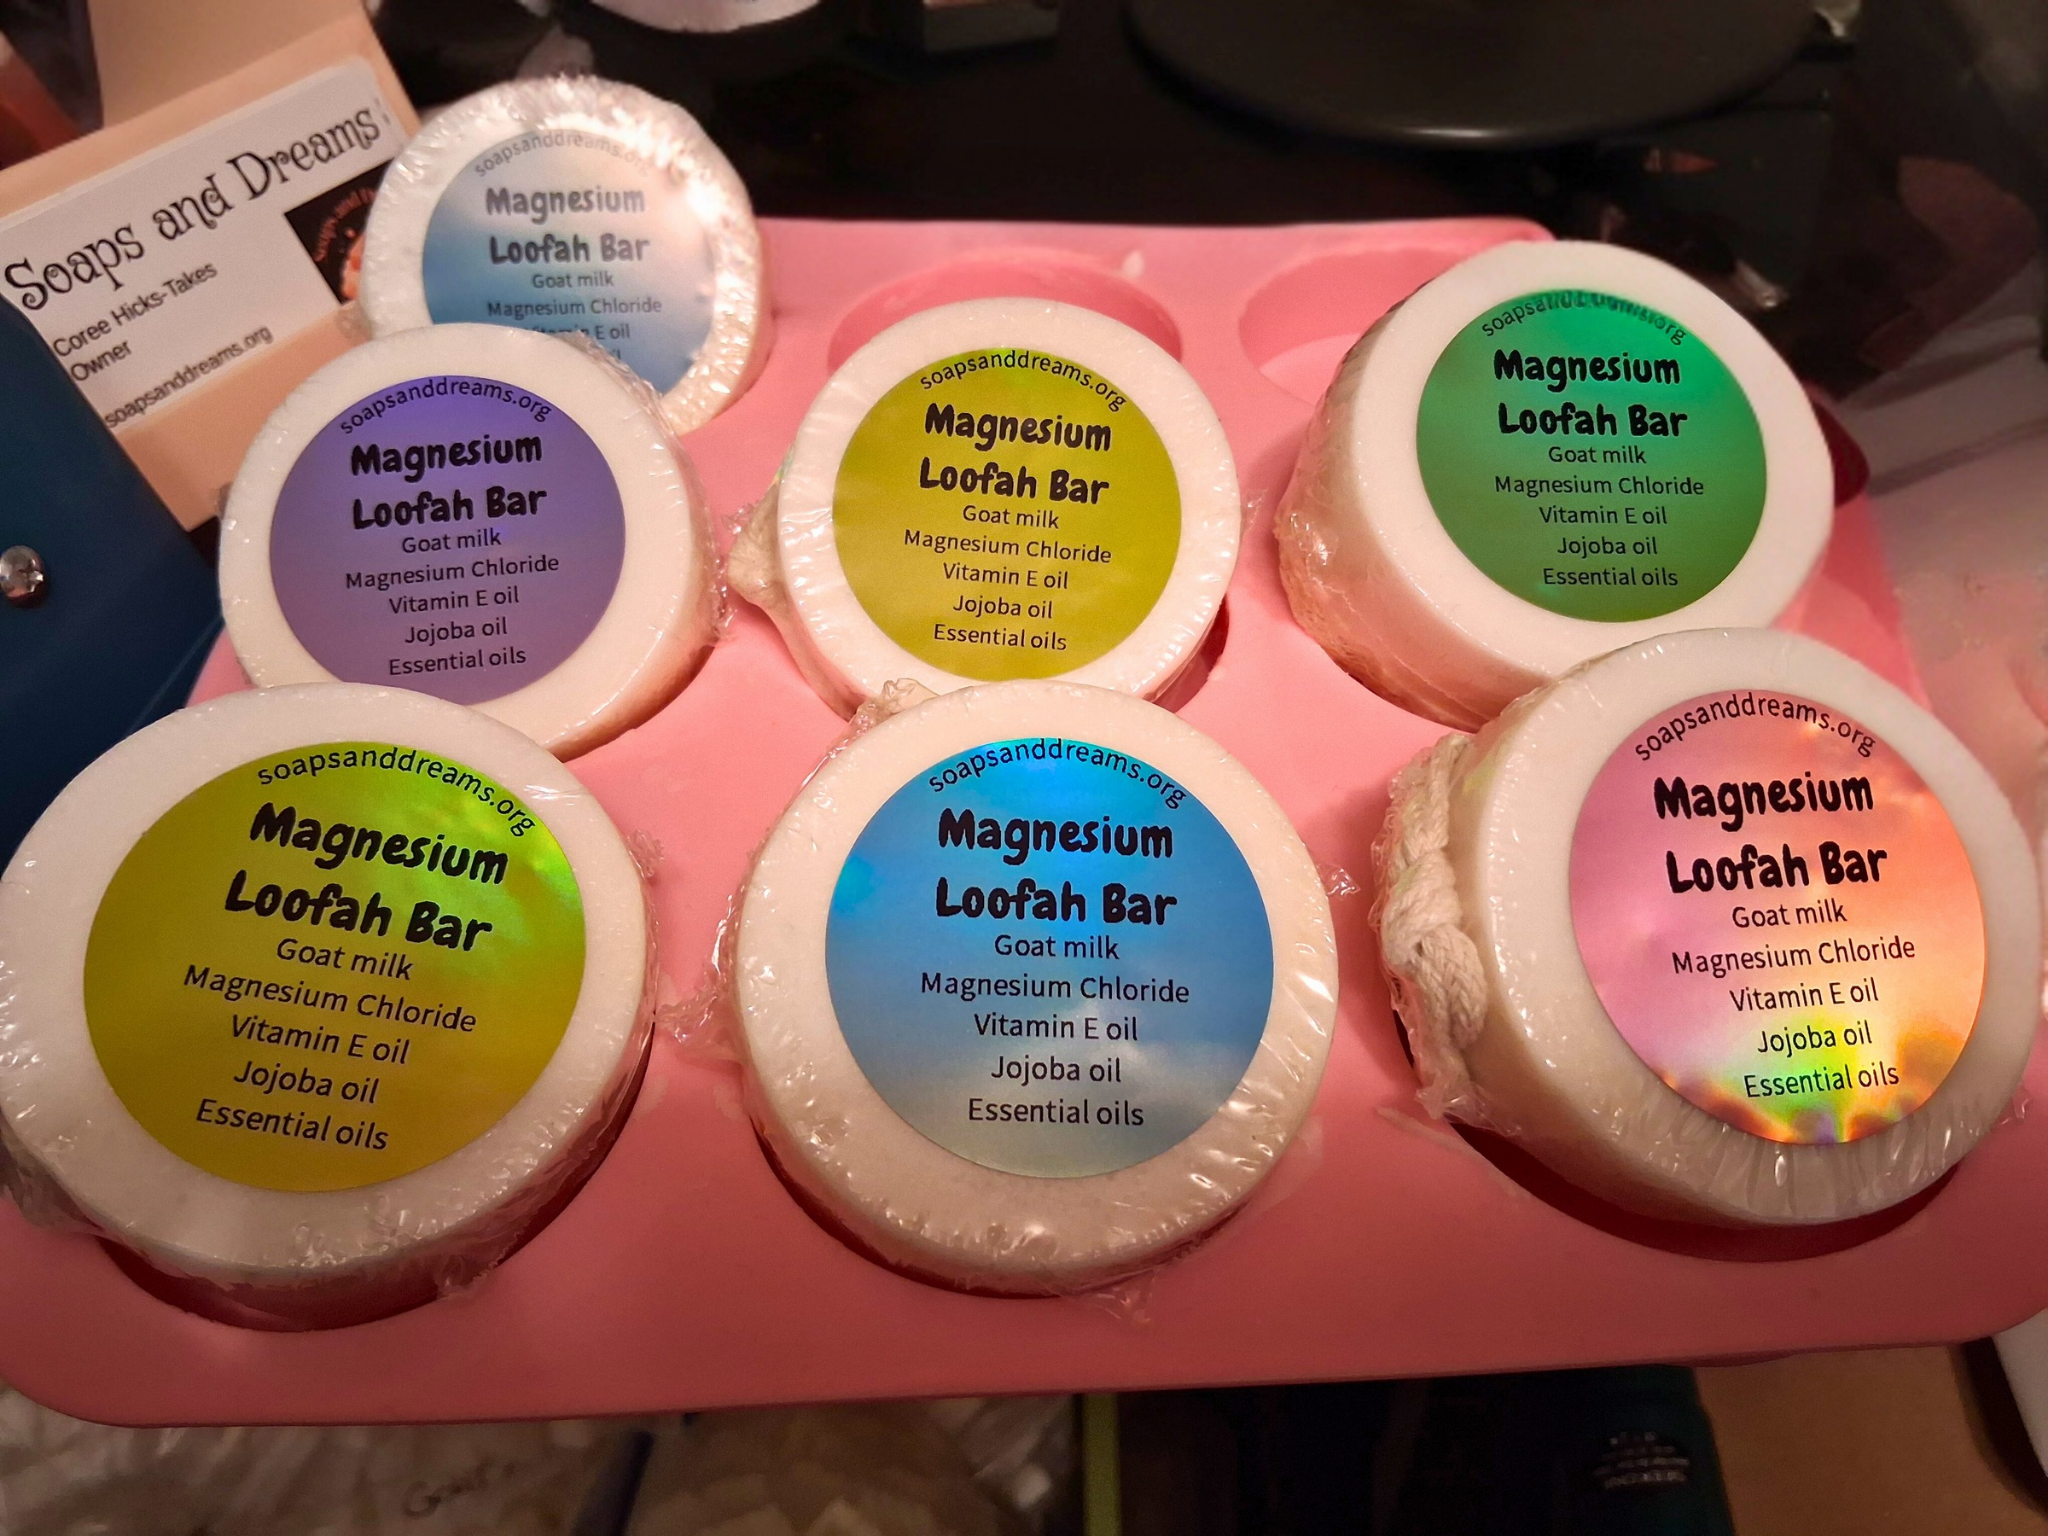 Soaps and Dreams
Coree Hicks-Takes
Owner
soapsanddreams.org
soapsanddreams.org
Magnesium
Loofah Bar
Goat milk
Magnesium Chloride
E oil
soapsanddreams.org
Magnesium
Loofah Bar
Goat milk
Magnesium Chloride
Vitamin E oil
Jojoba oil
Essential oils
soapsanddreams.org
Magnesium
Loofah Bar
Goat milk
Magnesium Chloride
Vitamin E oil
Jojoba oil
Essential oils
soapsanddreams.org
Magnesium
Loofah Bar
Goat milk
Magnesium Chloride
Vitamin E oil
Jojoba oil
Essential oils
soapsanddreams.org
Magnesium
Loofah Bar
Goat milk
Magnesium Chloride
Vitamin E oil
Jojoba oil
Essential oils
soapsanddreams.org
Magnesium
Loofah Bar
Goat milk
Magnesium Chloride
Vitamin E oil
Jojoba oil
Essential oils
soapsanddreams.org
Magnesium
Loofah Bar
Goat milk
Magnesium Chloride
Vitamin E oil
Jojoba oil
Essential oils